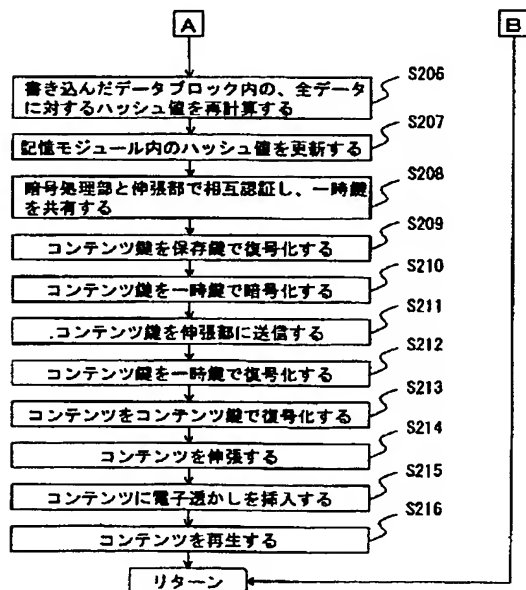 A
B
書き込んだデータブロック内の、全データ
に対するハッシュ値を再計算する
S206
記憶モジュール内のハッシュ値を更新する
S207
暗号処理部と伸張部で相互認証し、一時鍵
を共有する
S208
コンテンツ鍵を保存鍵で復号化する
S209
コンテンツ鍵を一時鍵で暗号化する
S210
.コンテンツ鍵を伸張部に送信する
S211
コンテンツ鍵を一時鍵で復号化する
S212
コンテンツをコンテンツ鍵で復号化する
S213
コンテンツを伸張する
S214
コンテンツに電子透かしを挿入する
S215
コンテンツを再生する
S216
リターン